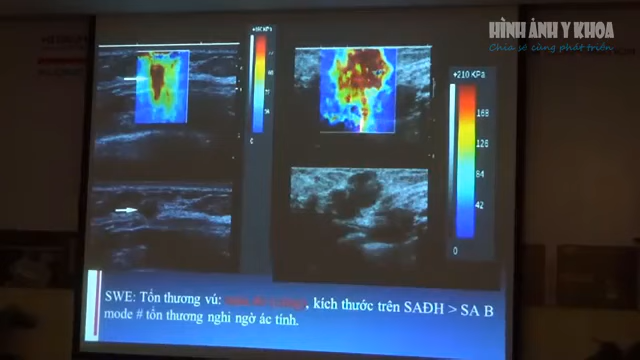 HÌNH ẢNH Y KHOA
Chia sẻ cùng phát triển
+210 KPa
168
126
84
42
0
0
SWE: Tổn thương vú: , kích thước trên SAĐH > SA B
mode # tổn thương nghi ngờ ác tính.